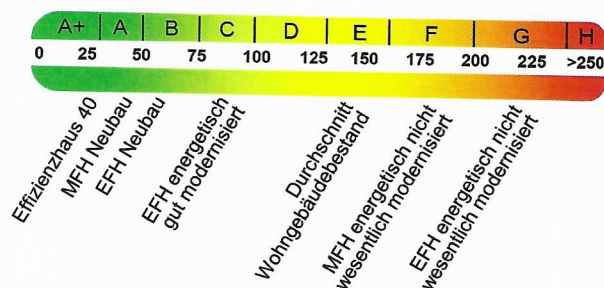 A+ A B C D E F G H
0 25 50 75 100 125 150 175 200 225 >250
Effizienzhaus 40
MFH Neubau
EFH Neubau
EFH energetisch
gut modernisiert
Durchschnitt
Wohngebäudebestand
MFH energetisch nicht
wesentlich modernisiert
EFH energetisch nicht
wesentlich modernisiert